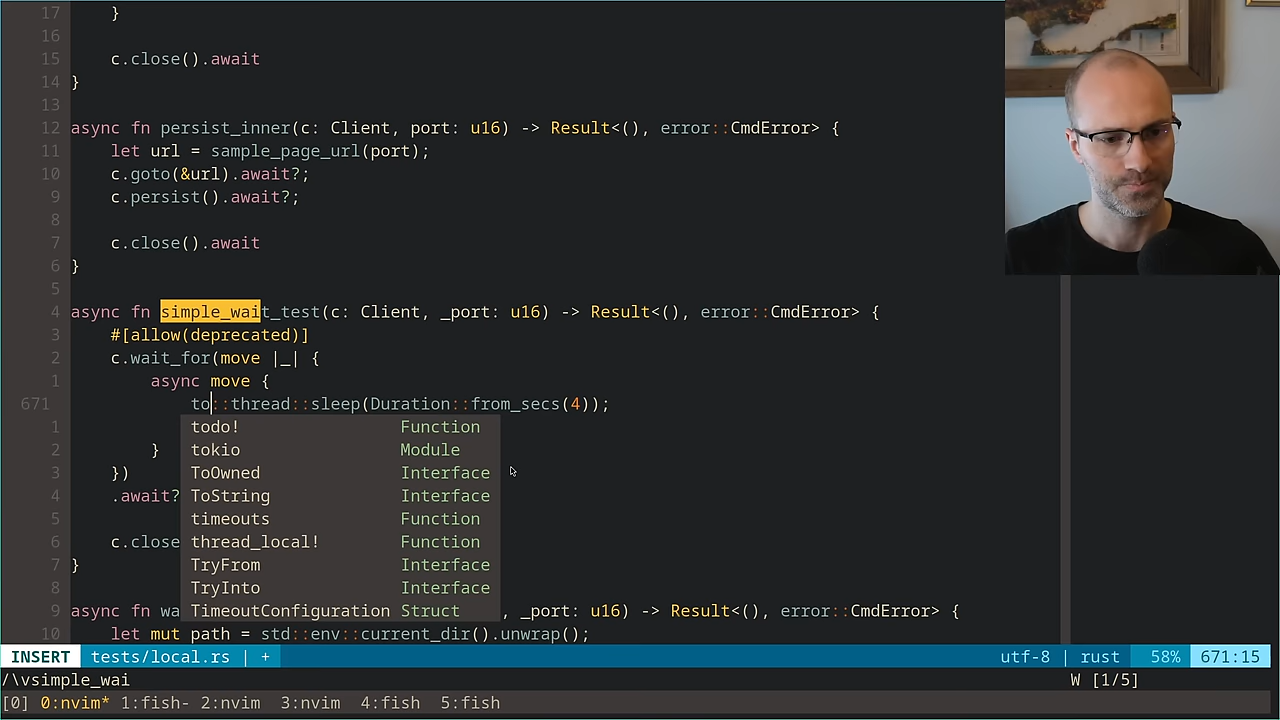 17     }
16
15     c.close().await
14 }
13
12 async fn persist_inner(c: Client, port: u16) -> Result<(), error::CmdError> {
11     let url = sample_page_url(port);
10     c.goto(&url).await?;
9     c.persist().await?;
8
7     c.close().await
6 }
5
4 async fn simple_wait_test(c: Client, _port: u16) -> Result<(), error::CmdError> {
3     #[allow(deprecated)]
2     c.wait_for(move |_| {
1         async move {
671             to::thread::sleep(Duration::from_secs(4));
1 todo! Function
2         } tokio Module
3     }) ToOwned Interface
4     .await? ToString Interface
5 timeouts Function
6     c.close thread_local! Function
7 } TryFrom Interface
8 TryInto Interface
9 async fn wa TimeoutConfiguration Struct , _port: u16) -> Result<(), error::CmdError> {
10     let mut path = std::env::current_dir().unwrap();
INSERT tests/local.rs | + utf-8 | rust 58% 671:15
/\vsimple_wai W [1/5]
[0] 0:nvim* 1:fish- 2:nvim 3:nvim 4:fish 5:fish